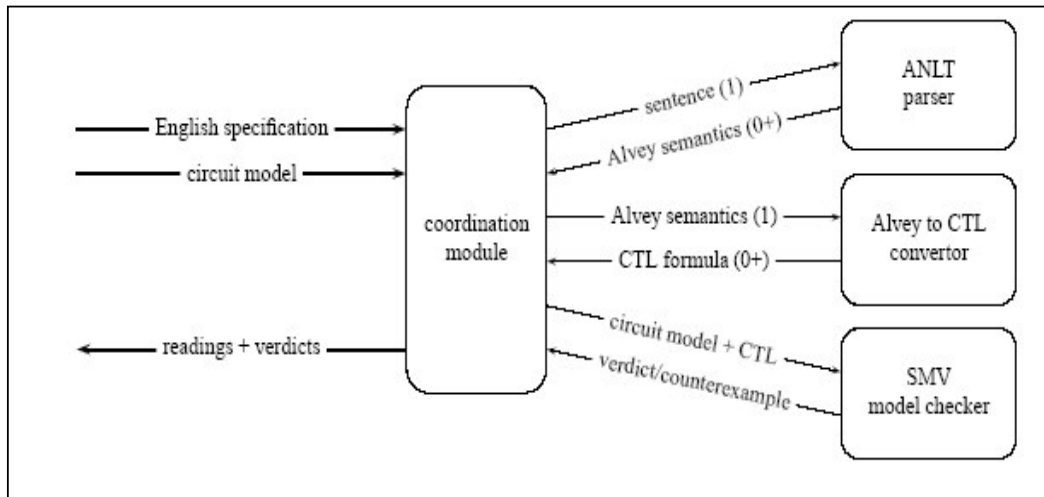 English specification
circuit model
readings + verdicts
coordination
module
sentence (1)
Alvey semantics (0+)
Alvey semantics (1)
CTL formula (0+)
circuit model + CTL
verdict/counterexample
ANLT
parser
Alvey to CTL
convertor
SMV
model checker